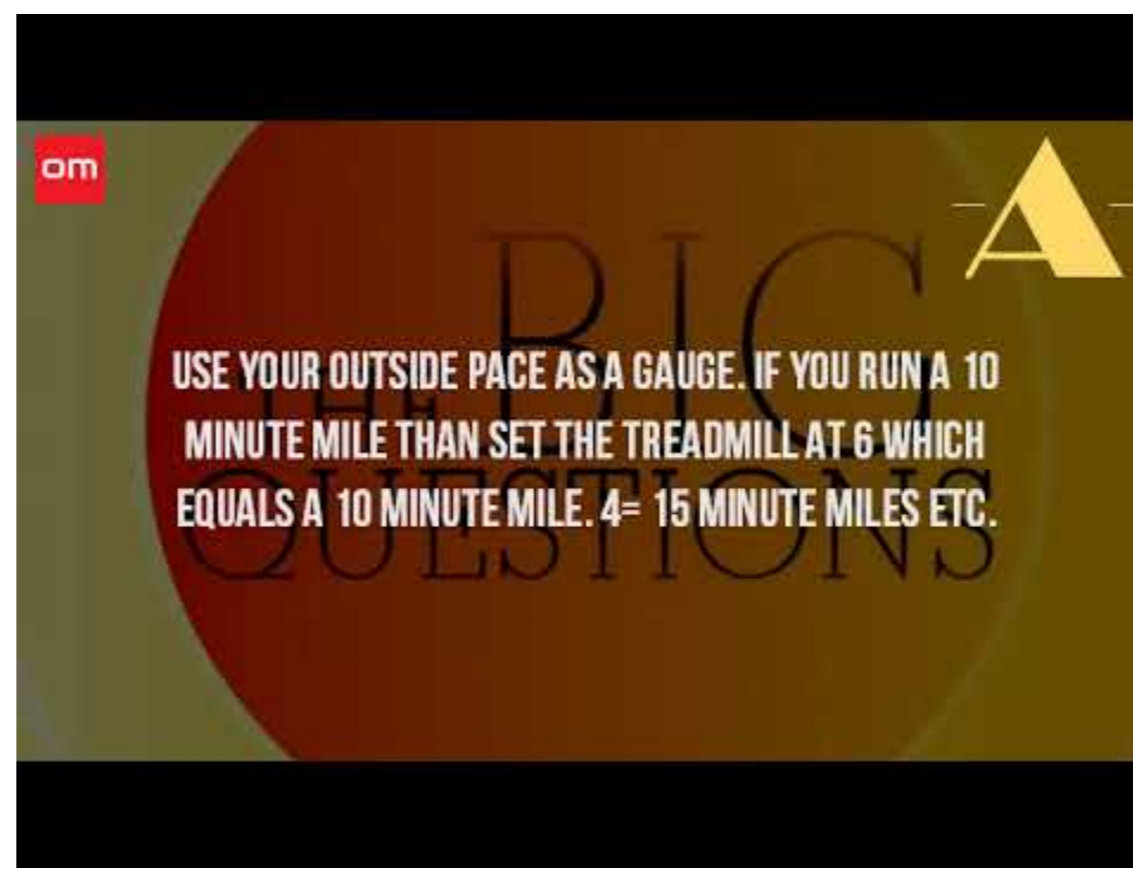 om
A
THE BIG
QUESTIONS
USE YOUR OUTSIDE PACE AS A GAUGE. IF YOU RUN A 10
MINUTE MILE THAN SET THE TREADMILL AT 6 WHICH
EQUALS A 10 MINUTE MILE. 4= 15 MINUTE MILES ETC.